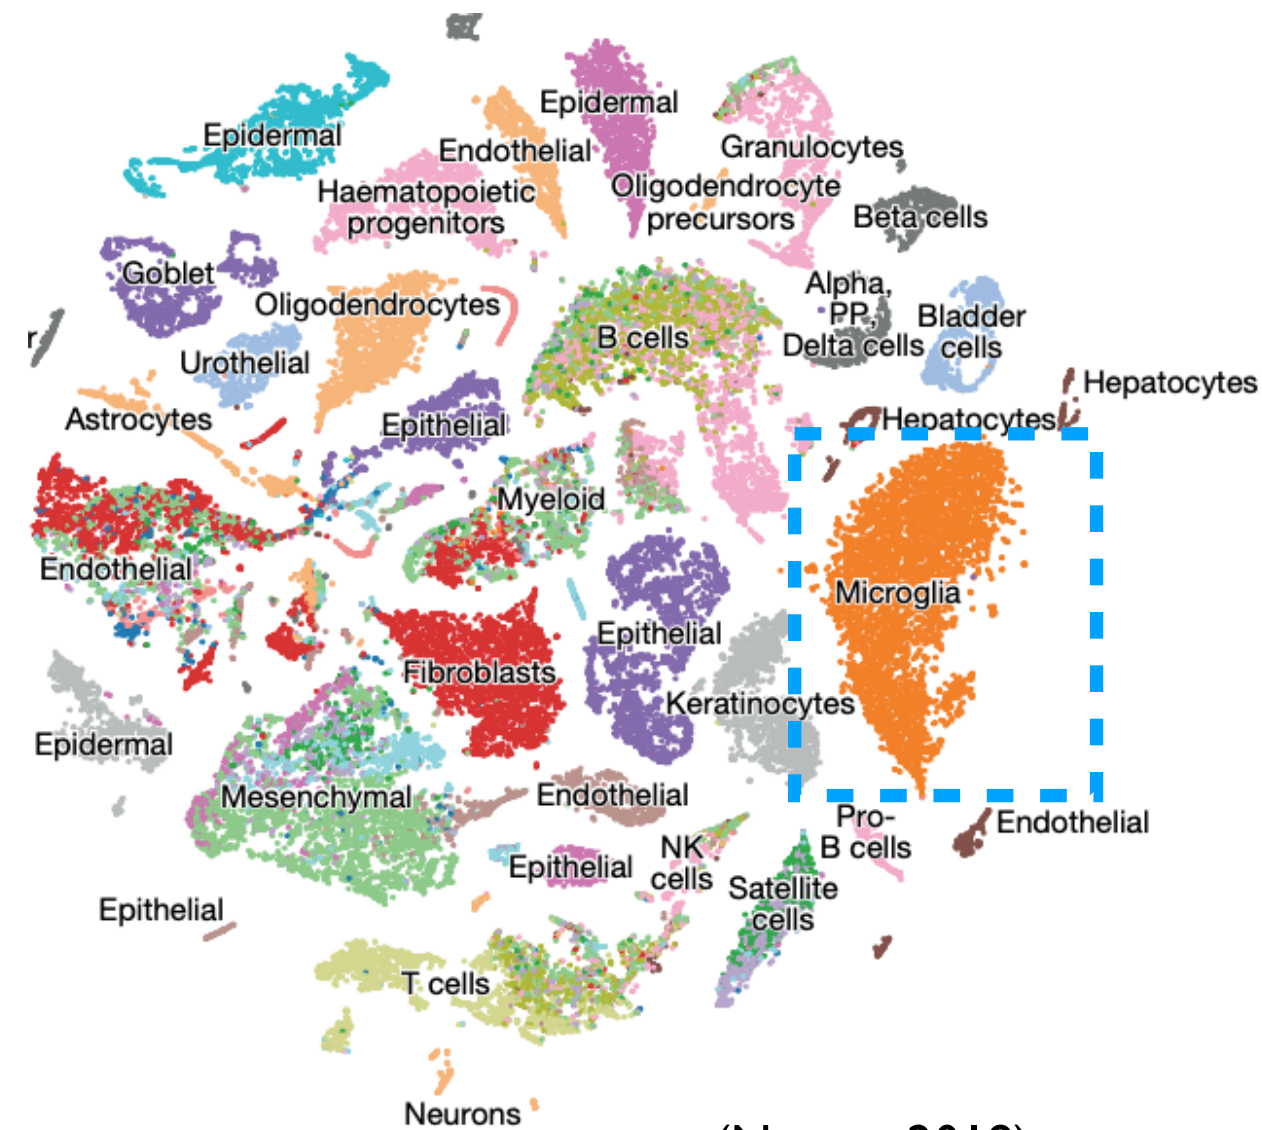 Epidermal
Epidermal
Endothelial
Granulocytes
Haematopoietic
progenitors
Oligodendrocyte
precursors
Beta cells
Goblet
Oligodendrocytes
Alpha,
PP,
Delta cells
Bladder
cells
B cells
r
Urothelial
Hepatocytes
Hepatocytes
Astrocytes
Epithelial
Myeloid
Endothelial
Microglia
Epithelial
Fibroblasts
Keratinocytes
Epidermal
Mesenchymal
Endothelial
Pro-
B cells
Endothelial
NK
cells
Epithelial
Satellite
cells
Epithelial
T cells
Neurons